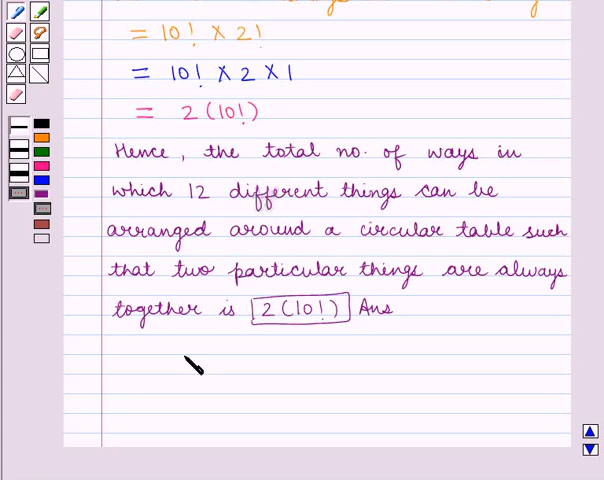 = 10! × 2!
= 10! × 2 × 1
= 2 (10!)
Hence, the total no. of ways in
which 12 different things can be
arranged around a circular table such
that two particular things are always
together is 2 (10!) Ans